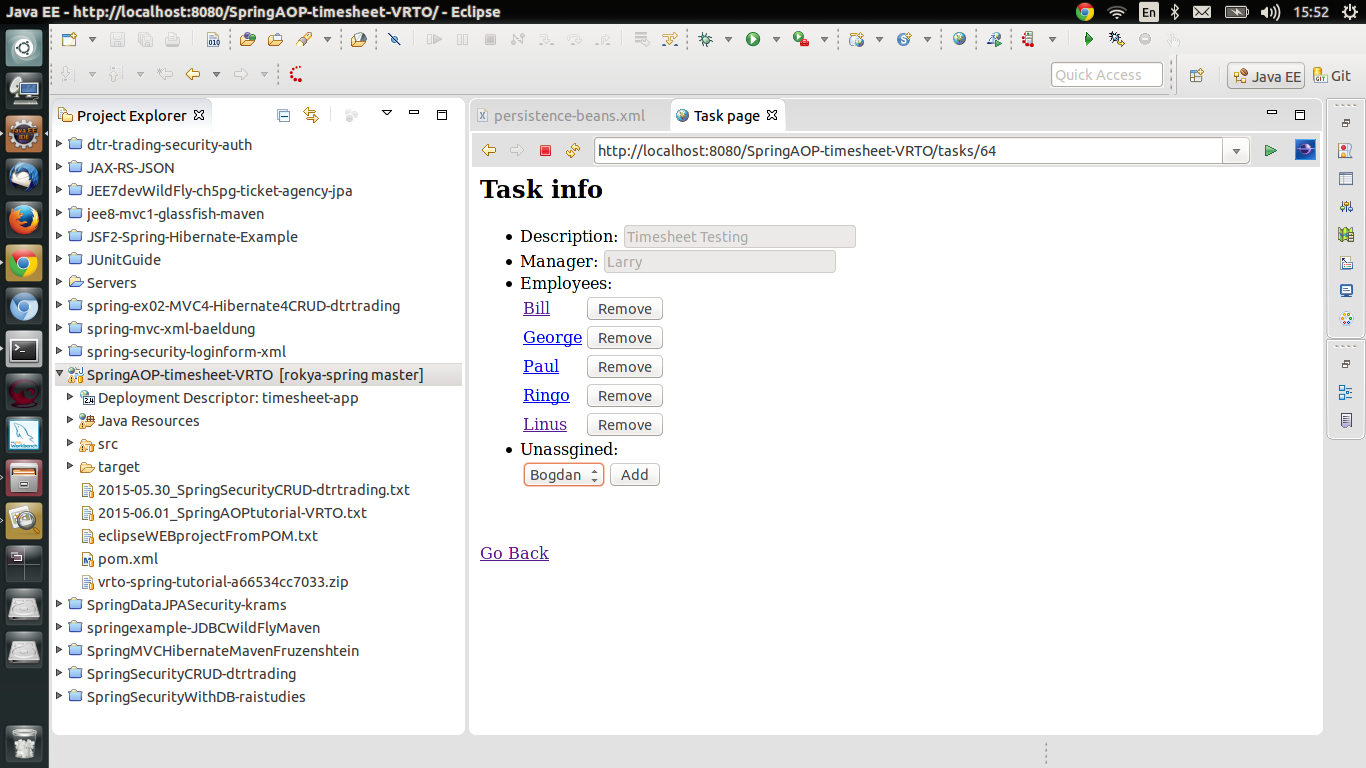 Java EE - http://localhost:8080/SpringAOP-timesheet-VRTO/ - Eclipse
En
15:52
Quick Access
Java EE
Git
Project Explorer
dtr-trading-security-auth
JAX-RS-JSON
JEE7devWildFly-ch5pg-ticket-agency-jpa
jee8-mvc1-glassfish-maven
JSF2-Spring-Hibernate-Example
JUnitGuide
Servers
spring-ex02-MVC4-Hibernate4CRUD-dtrtrading
spring-mvc-xml-baeldung
spring-security-loginform-xml
SpringAOP-timesheet-VRTO [rokya-spring master]
Deployment Descriptor: timesheet-app
Java Resources
src
target
2015-05.30_SpringSecurityCRUD-dtrtrading.txt
2015-06.01_SpringAOPtutorial-VRTO.txt
eclipseWEBprojectFromPOM.txt
pom.xml
vrto-spring-tutorial-a66534cc7033.zip
SpringDataJPASecurity-krams
springexample-JDBCWildFlyMaven
SpringMVCHibernateMavenFruzenshtein
SpringSecurityCRUD-dtrtrading
SpringSecurityWithDB-raistudies
persistence-beans.xml
Task page
http://localhost:8080/SpringAOP-timesheet-VRTO/tasks/64
Task info
Description: Timesheet Testing
Manager: Larry
Employees:
Bill Remove
George Remove
Paul Remove
Ringo Remove
Linus Remove
Unassgined:
Bogdan Add
Go Back